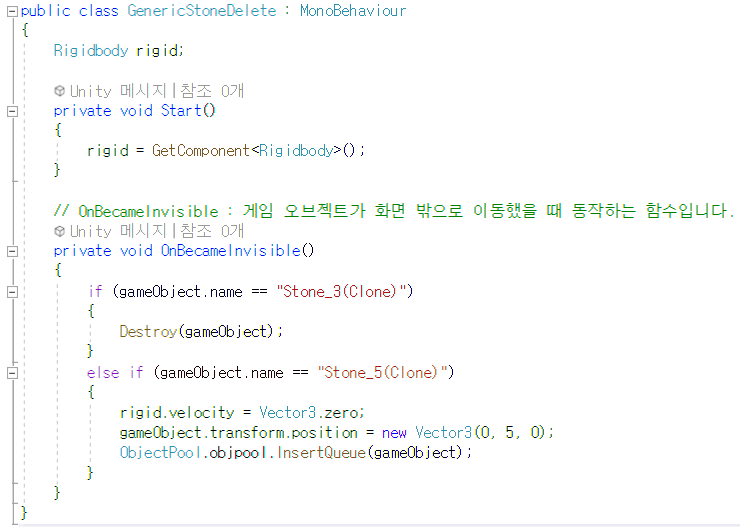 public class GenericStoneDelete : MonoBehaviour
{
Rigidbody rigid;
Unity 메시지|참조 0개
private void Start()
{
rigid = GetComponent<Rigidbody>();
}
// OnBecameInvisible : 게임 오브젝트가 화면 밖으로 이동했을 때 동작하는 함수입니다.
Unity 메시지|참조 0개
private void OnBecameInvisible()
{
if (gameObject.name == "Stone_3(Clone)")
{
Destroy(gameObject);
}
else if (gameObject.name == "Stone_5(Clone)")
{
rigid.velocity = Vector3.zero;
gameObject.transform.position = new Vector3(0, 5, 0);
ObjectPool.objpool.InsertQueue(gameObject);
}
}
}